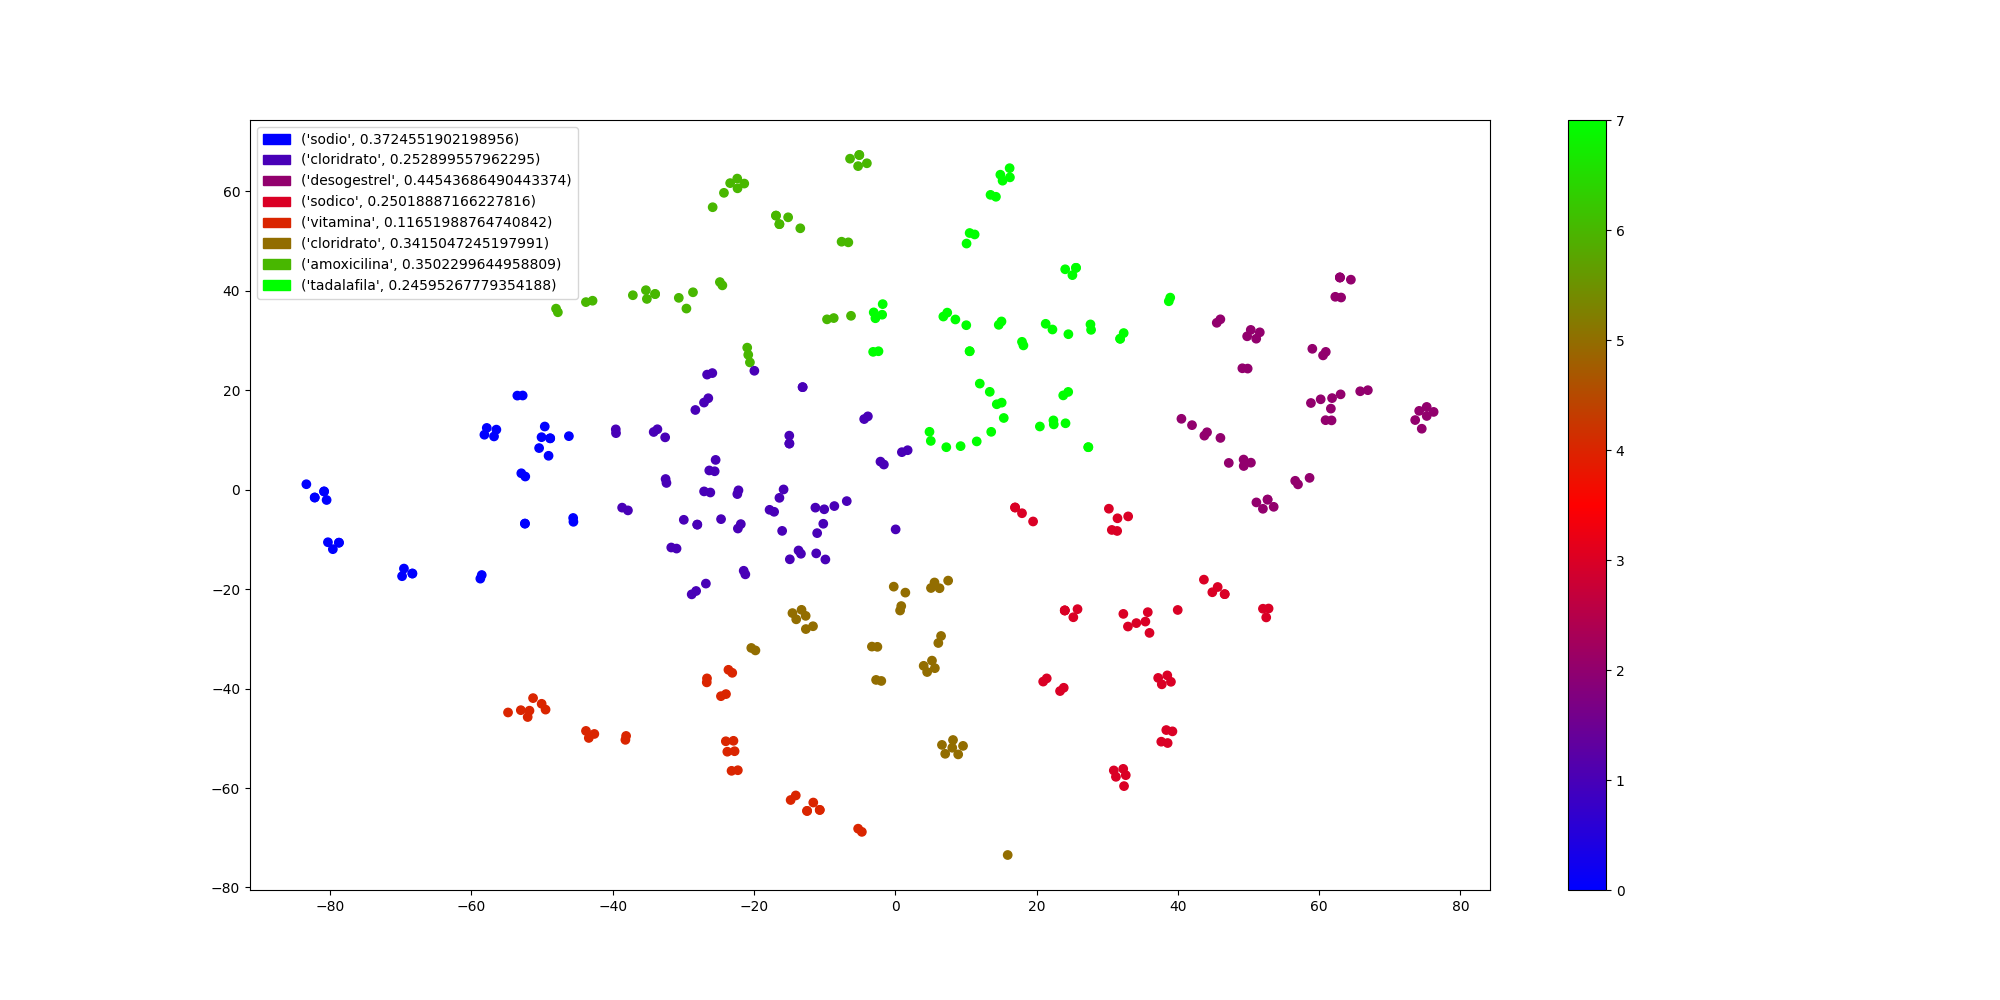 ('sodio', 0.3724551902198956)
('cloridrato', 0.252899557962295)
('desogestrel', 0.44543686490443374)
('sodico', 0.25018887166227816)
('vitamina', 0.11651988764740842)
('cloridrato', 0.3415047245197991)
('amoxicilina', 0.3502299644958809)
('tadalafila', 0.24595267779354188)
60
40
20
0
−20
−40
−60
−80
−80 −60 −40 −20 0 20 40 60 80
7
6
5
4
3
2
1
0